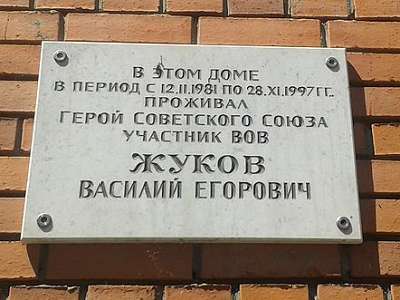 В ЭТОМ ДОМЕ
В ПЕРИОД С 12.II.1981 ПО 28.XI.1997 ГГ.
ПРОЖИВАЛ
ГЕРОЙ СОВЕТСКОГО СОЮЗА
УЧАСТНИК ВОВ
ЖУКОВ
ВАСИЛИЙ ЕГОРОВИЧ